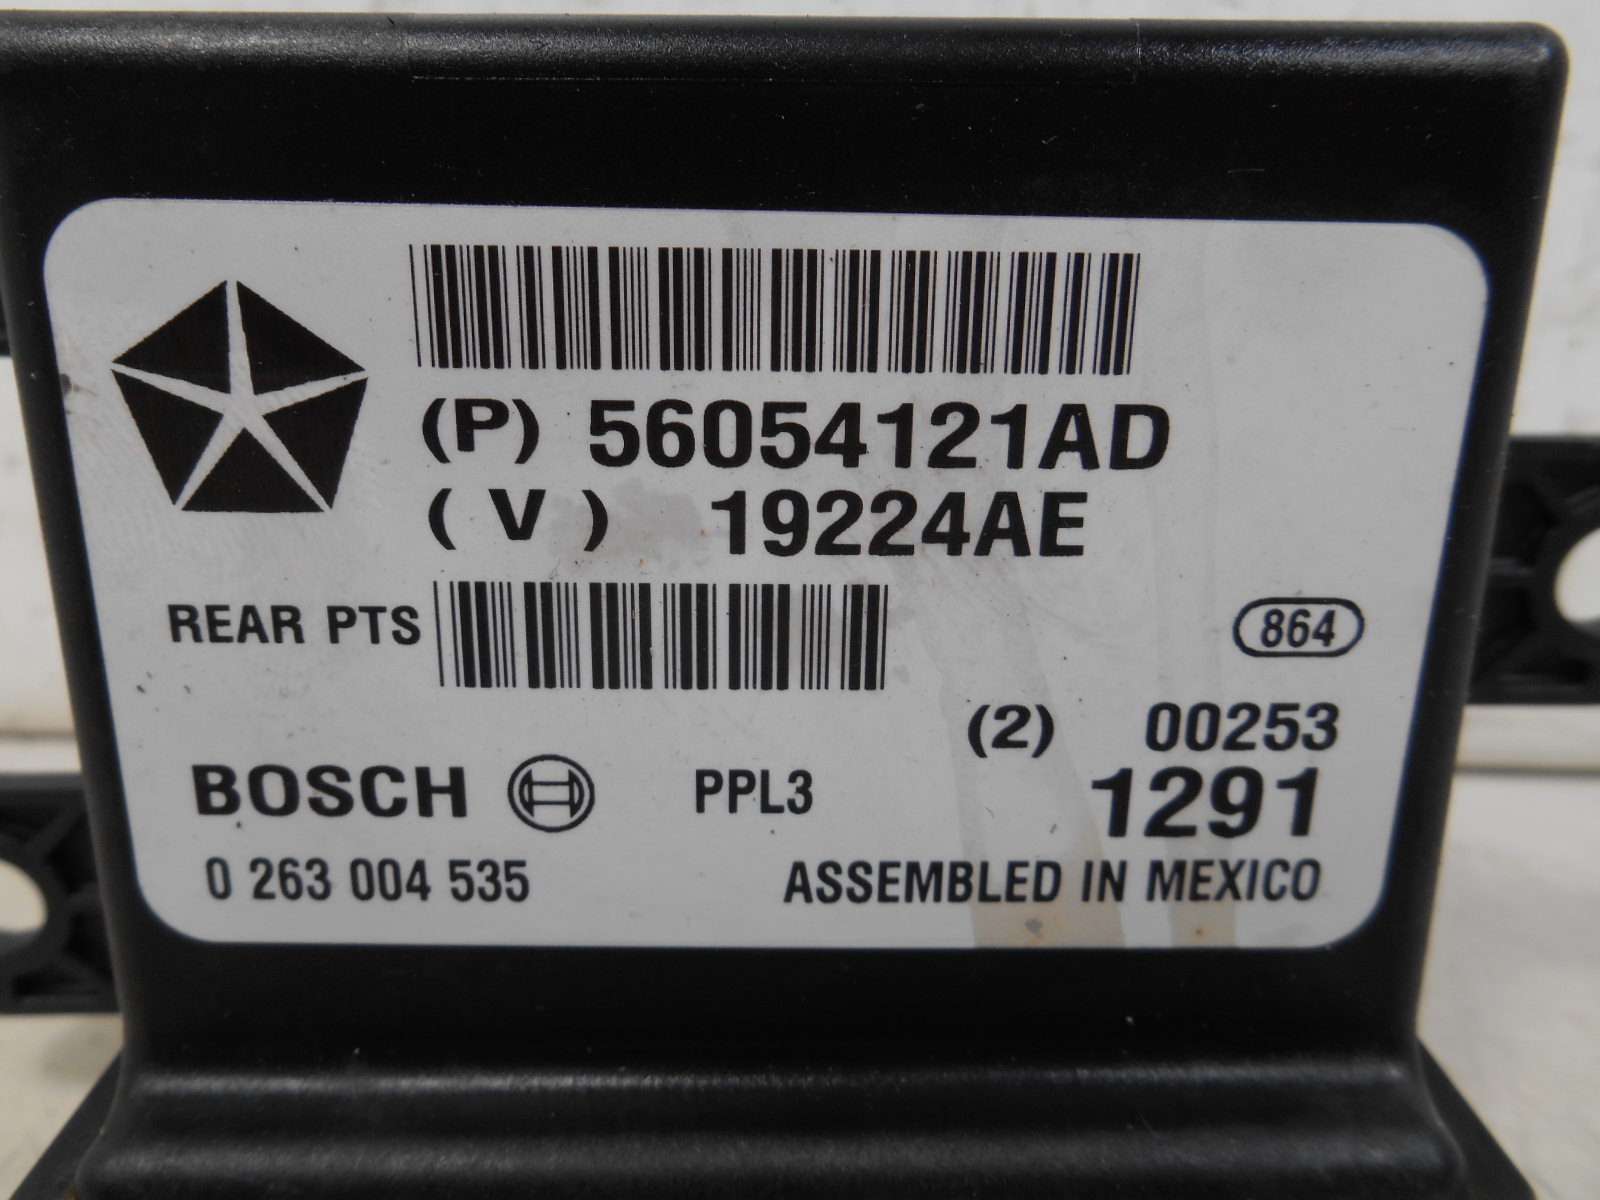 (P) 56054121AD
(V) 19224AE
REAR PTS
864
(2) 00253
BOSCH PPL3 1291
0 263 004 535 ASSEMBLED IN MEXICO